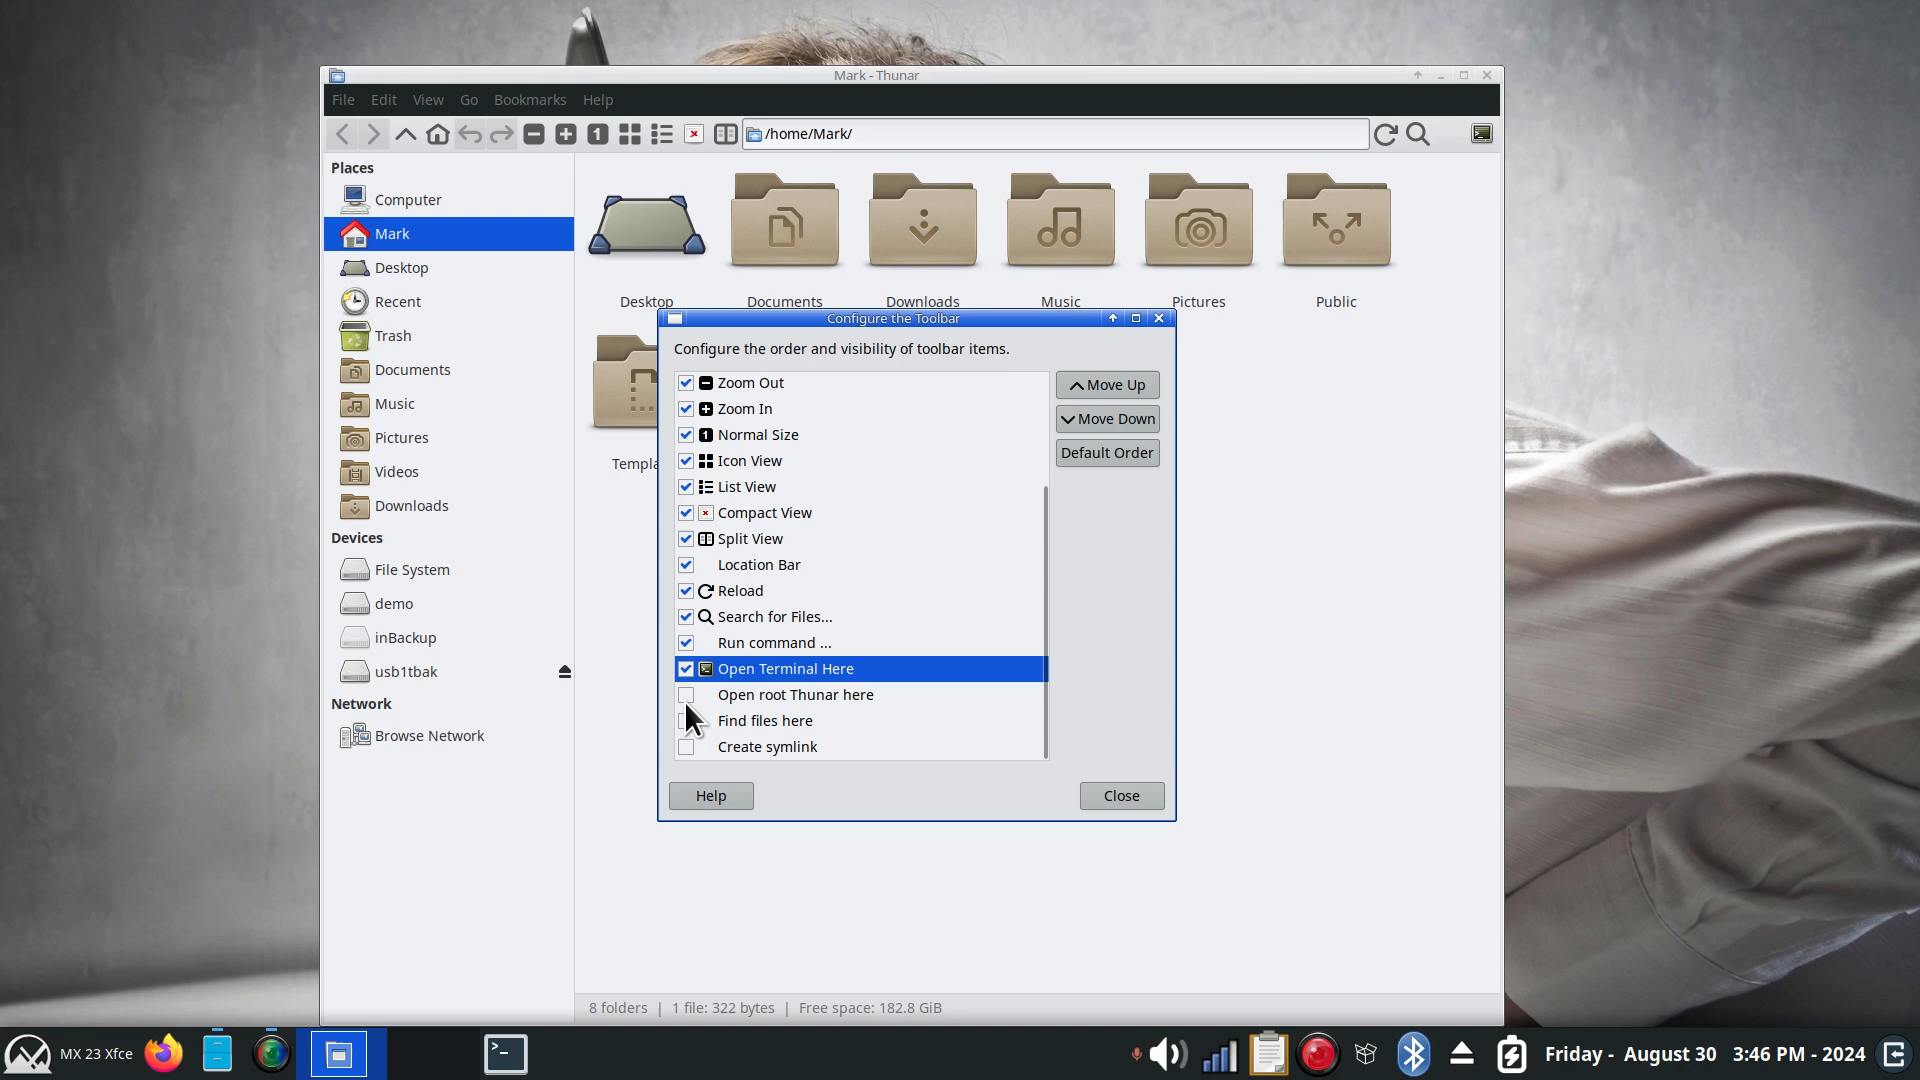 Mark - Thunar
File Edit View Go Bookmarks Help
/home/Mark/
Places
Computer
Mark
Desktop
Recent
Trash
Documents
Music
Pictures
Videos
Downloads
Devices
File System
demo
inBackup
usb1tbak
Network
Browse Network
Desktop Documents Downloads Music Pictures Public
Templa
Configure the Toolbar
Configure the order and visibility of toolbar items.
Zoom Out
Zoom In
1 Normal Size
Icon View
List View
Compact View
Split View
Location Bar
Reload
Search for Files...
Run command ...
Open Terminal Here
Open root Thunar here
Find files here
Create symlink
Move Up
Move Down
Default Order
Help
Close
8 folders | 1 file: 322 bytes | Free space: 182.8 GiB
MX 23 Xfce
Friday - August 30 3:46 PM - 2024